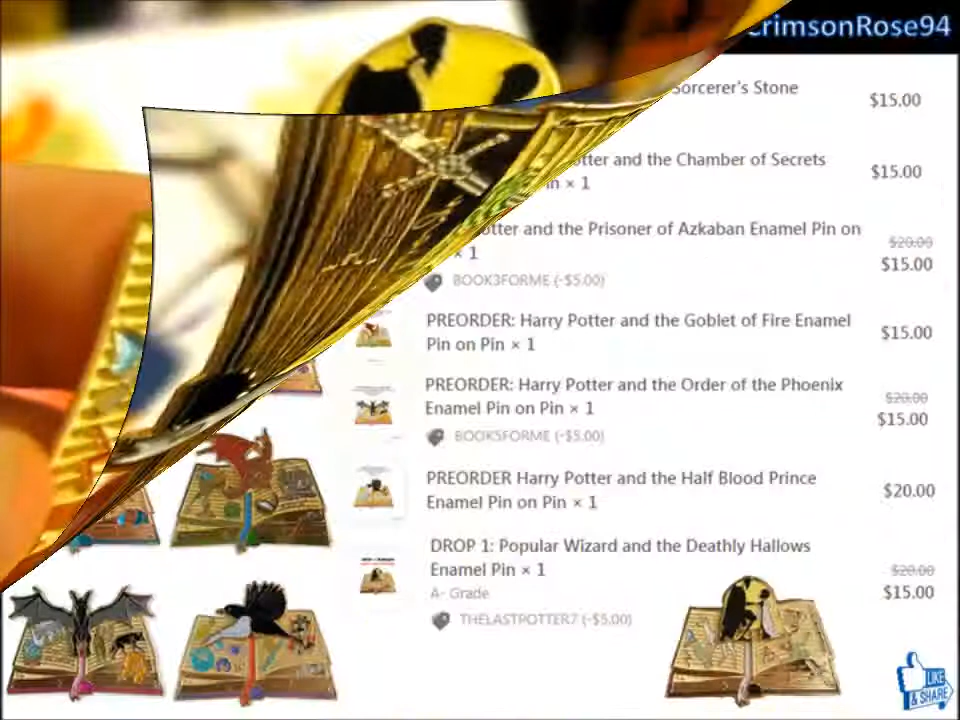 CrimsonRose94
Sorcerer's Stone
$15.00
and the Chamber of Secrets
× 1
$15.00
and the Prisoner of Azkaban Enamel Pin on
× 1
$20.00
$15.00
BOOK3FORME (-$5.00)
PREORDER: Harry Potter and the Goblet of Fire Enamel
Pin on Pin × 1
$15.00
PREORDER: Harry Potter and the Order of the Phoenix
Enamel Pin on Pin × 1
$20.00
$15.00
BOOK5FORME (-$5.00)
PREORDER Harry Potter and the Half Blood Prince
Enamel Pin on Pin × 1
$20.00
DROP 1: Popular Wizard and the Deathly Hallows
Enamel Pin × 1
A- Grade
$20.00
$15.00
THELASTPOTTER7 (-$5.00)
LIKE
& SHARE